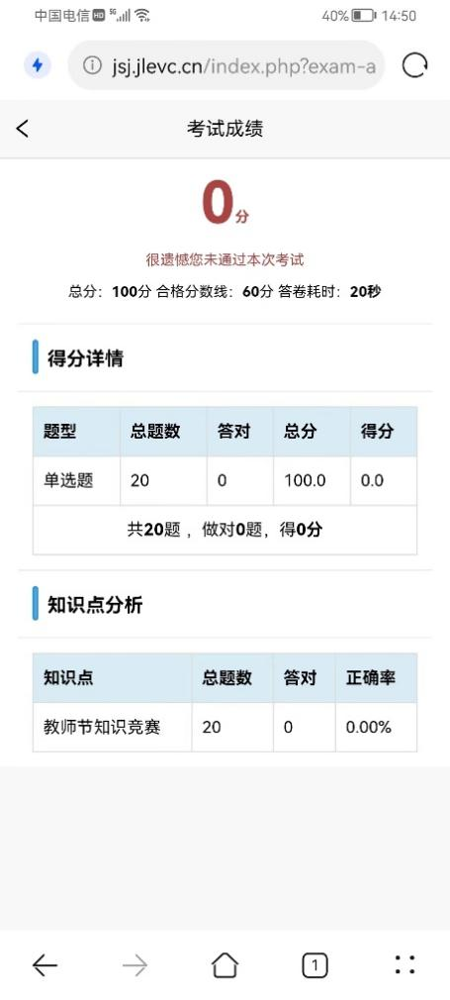 中国电信 HD 5G 40% 14:50
jsj.jlevc.cn/index.php?exam-a
考试成绩
0分
很遗憾您未通过本次考试
总分：100分 合格分数线：60分 答卷耗时：20秒
得分详情
题型 总题数 答对 总分 得分
单选题 20 0 100.0 0.0
共20题 ，做对0题，得0分
知识点分析
知识点 总题数 答对 正确率
教师节知识竞赛 20 0 0.00%
1